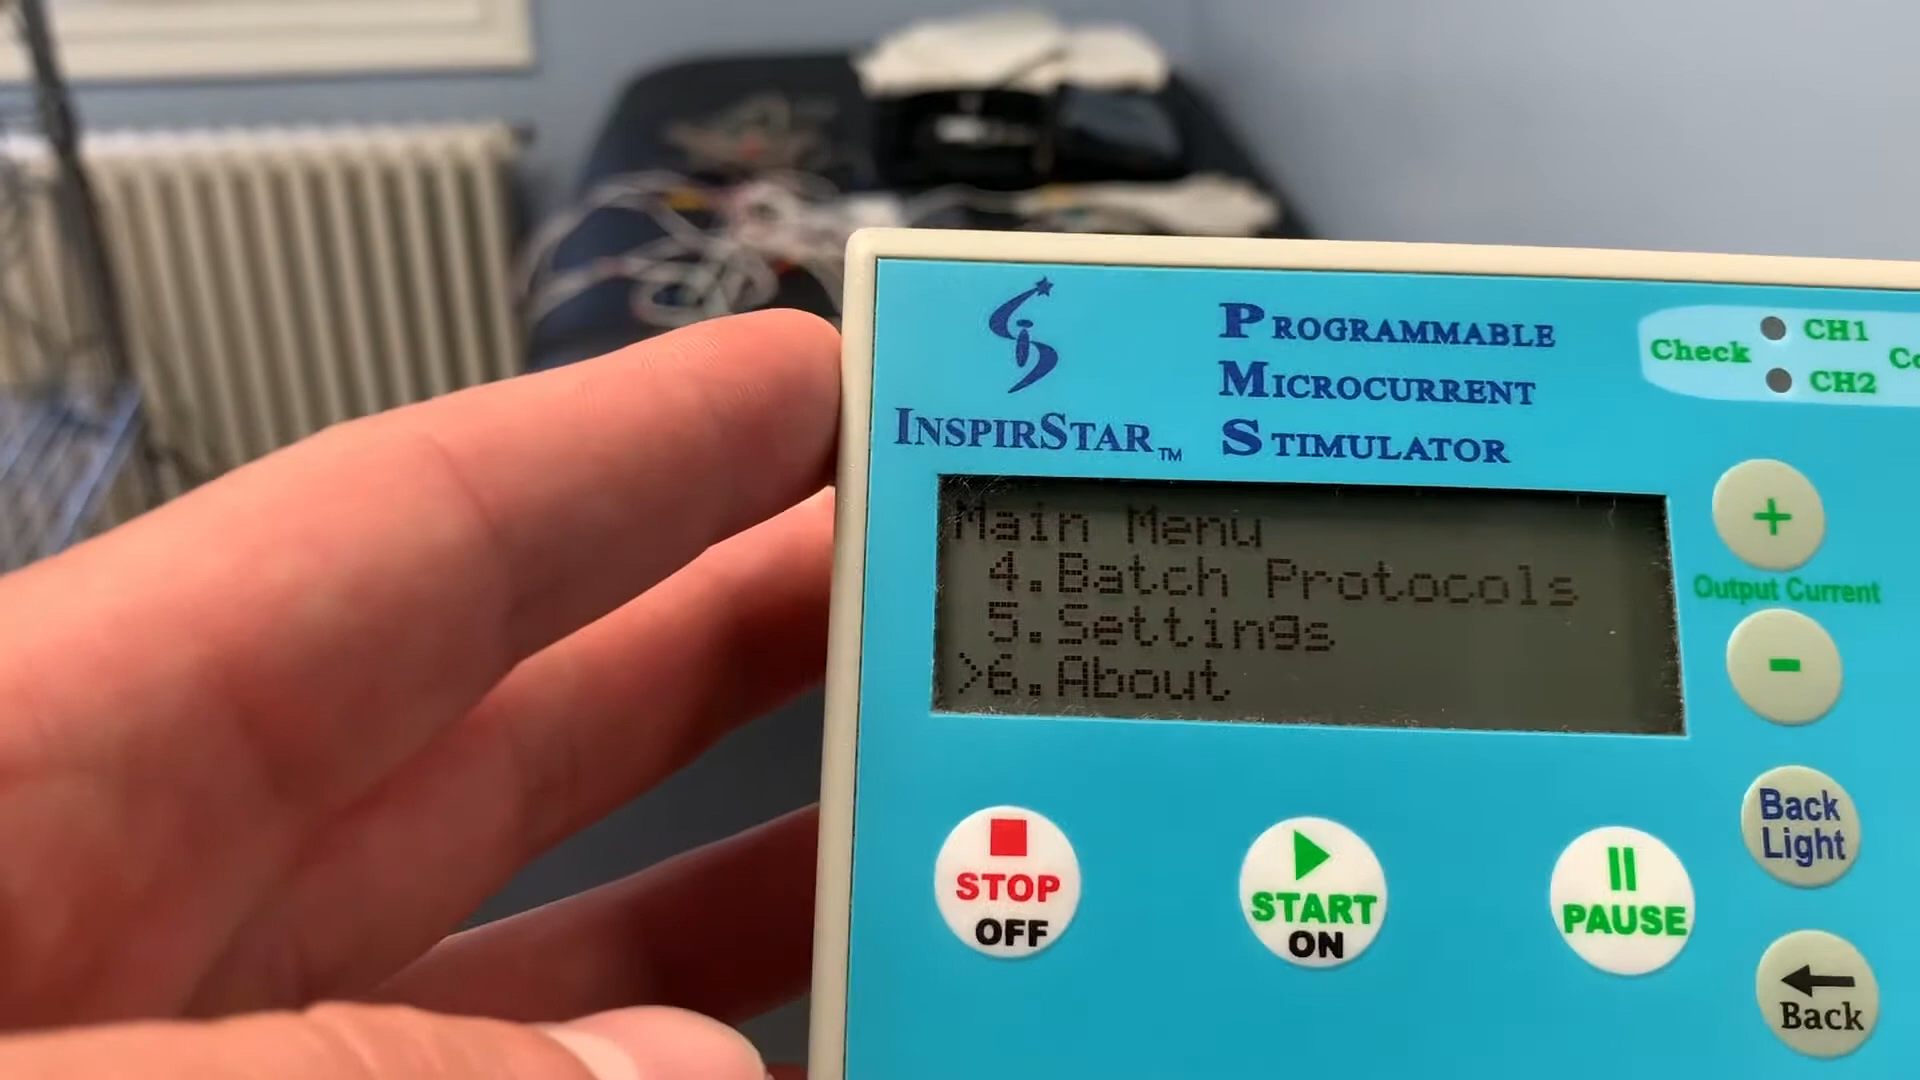 INSPIRSTAR™
PROGRAMMABLE
MICROCURRENT
STIMULATOR
Check
CH1
CH2
Main Menu
4.Batch Protocols
5.Settings
>6.About
+
Output Current
-
Back
Light
STOP
OFF
START
ON
PAUSE
Back